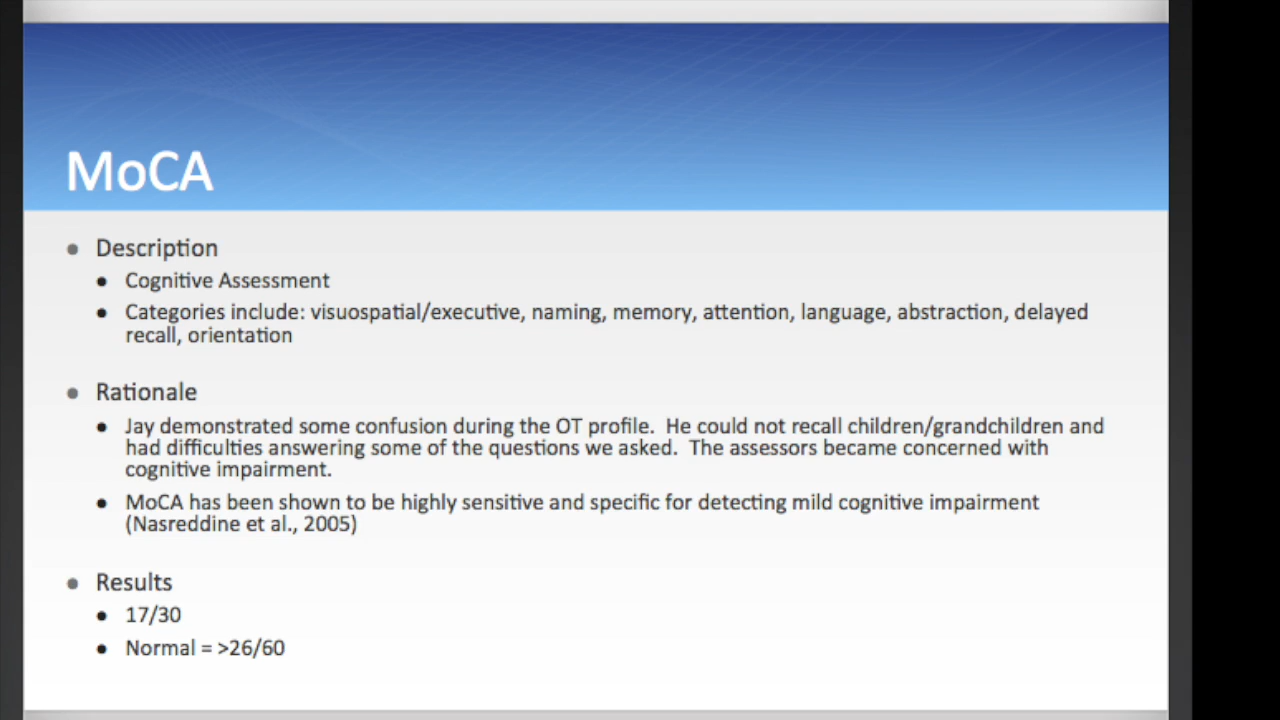 MoCA
Description
Cognitive Assessment
Categories include: visuospatial/executive, naming, memory, attention, language, abstraction, delayed
recall, orientation
Rationale
Jay demonstrated some confusion during the OT profile.  He could not recall children/grandchildren and
had difficulties answering some of the questions we asked.  The assessors became concerned with
cognitive impairment.
MoCA has been shown to be highly sensitive and specific for detecting mild cognitive impairment
(Nasreddine et al., 2005)
Results
17/30
Normal = >26/60